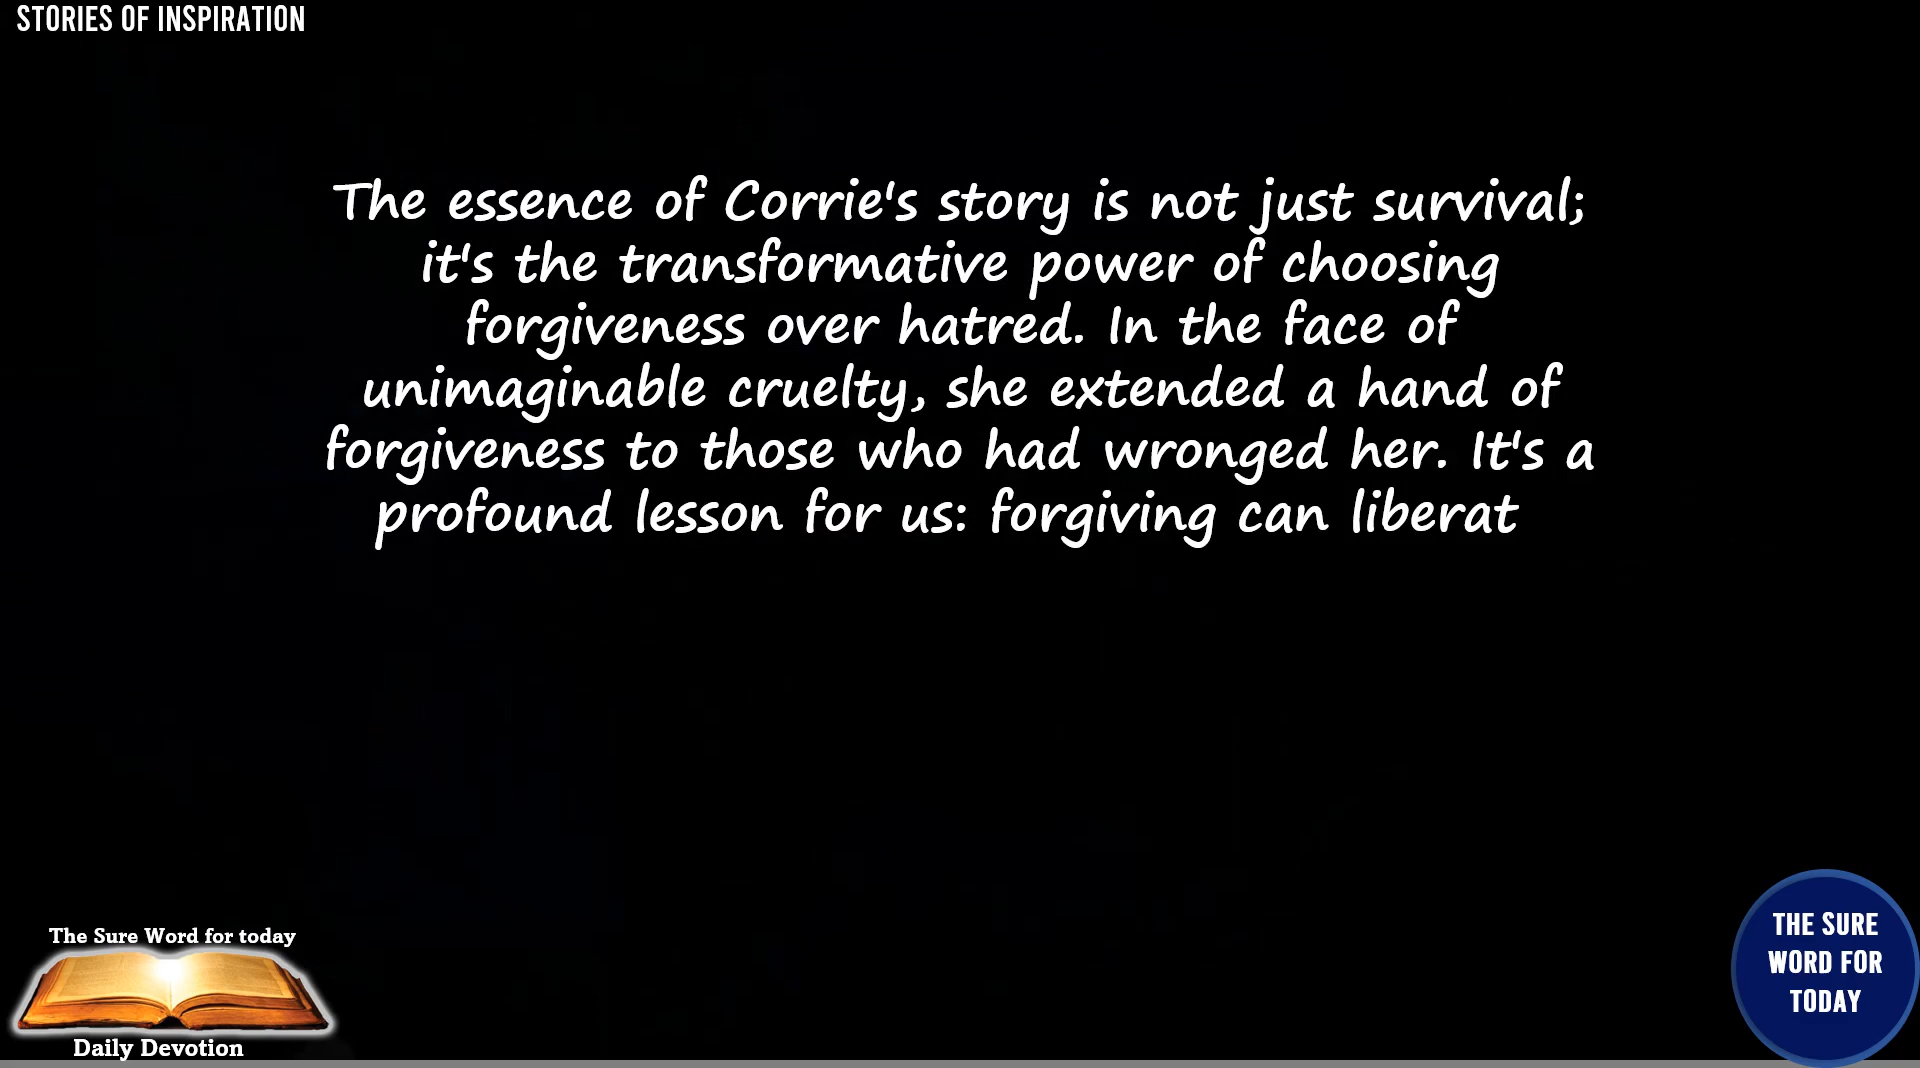 STORIES OF INSPIRATION
The essence of Corrie's story is not just survival;
it's the transformative power of choosing
forgiveness over hatred. In the face of
unimaginable cruelty, she extended a hand of
forgiveness to those who had wronged her. It's a
profound lesson for us: forgiving can liberat
The Sure Word for today
Daily Devotion
THE SURE
WORD FOR
TODAY